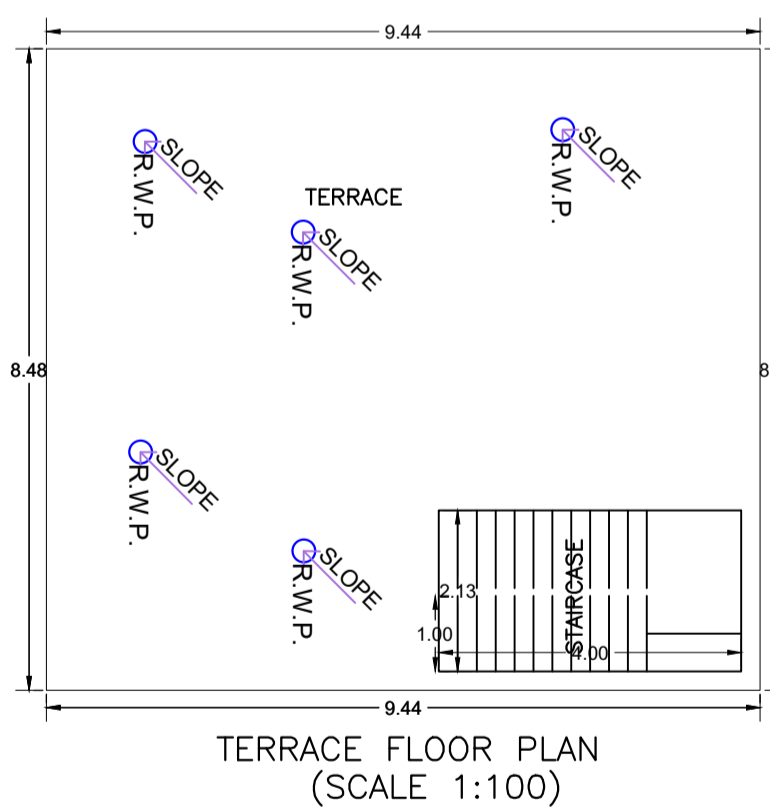 9.44
SLOPE
R.W.P.
SLOPE
R.W.P.
TERRACE
SLOPE
R.W.P.
8.48
8
SLOPE
R.W.P.
SLOPE
R.W.P.
STAIRCASE
2.13
1.00
4.00
9.44
TERRACE FLOOR PLAN
(SCALE 1:100)